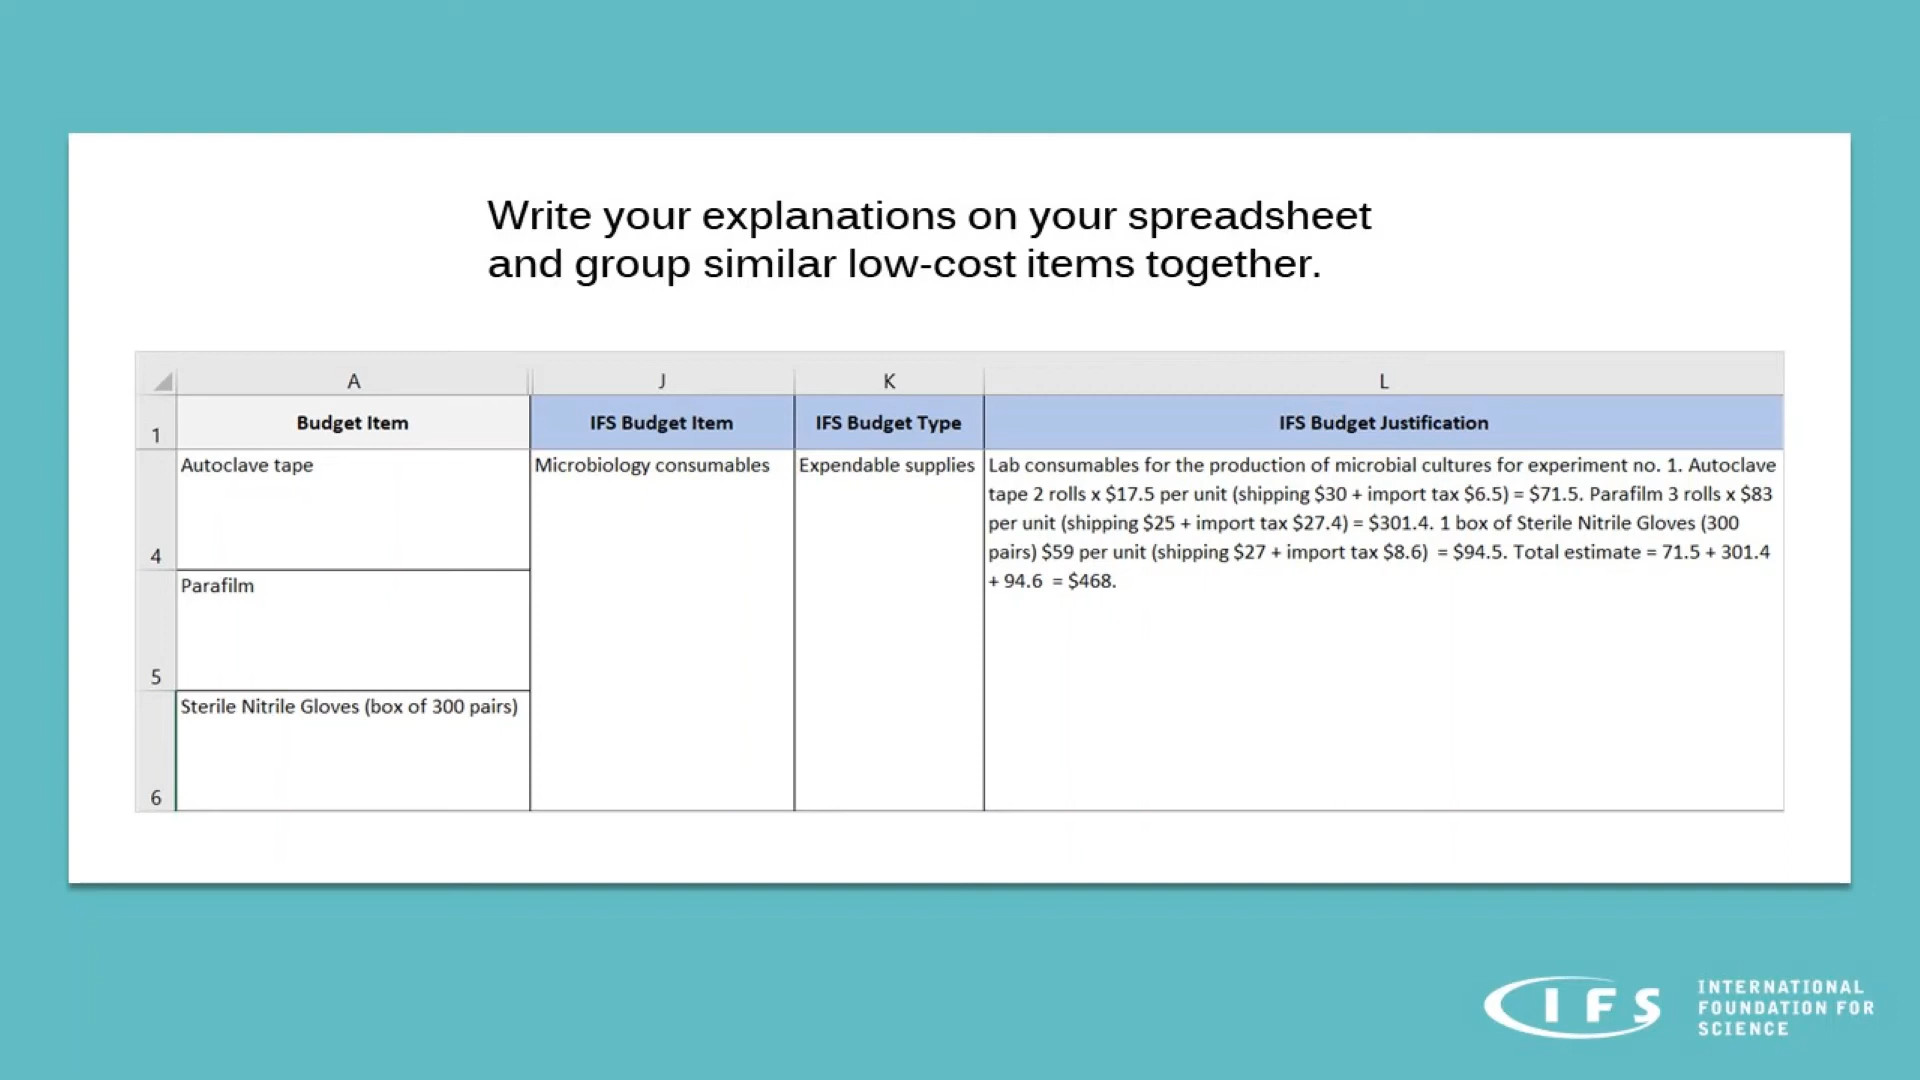 Write your explanations on your spreadsheet
and group similar low-cost items together.
A J K L
1 Budget Item IFS Budget Item IFS Budget Type IFS Budget Justification
4 Autoclave tape Microbiology consumables Expendable supplies Lab consumables for the production of microbial cultures for experiment no. 1. Autoclave
tape 2 rolls x $17.5 per unit (shipping $30 + import tax $6.5) = $71.5. Parafilm 3 rolls x $83
per unit (shipping $25 + import tax $27.4) = $301.4. 1 box of Sterile Nitrile Gloves (300
pairs) $59 per unit (shipping $27 + import tax $8.6) = $94.5. Total estimate = 71.5 + 301.4
+ 94.6 = $468.
5 Parafilm
6 Sterile Nitrile Gloves (box of 300 pairs)
IFS
INTERNATIONAL
FOUNDATION FOR
SCIENCE